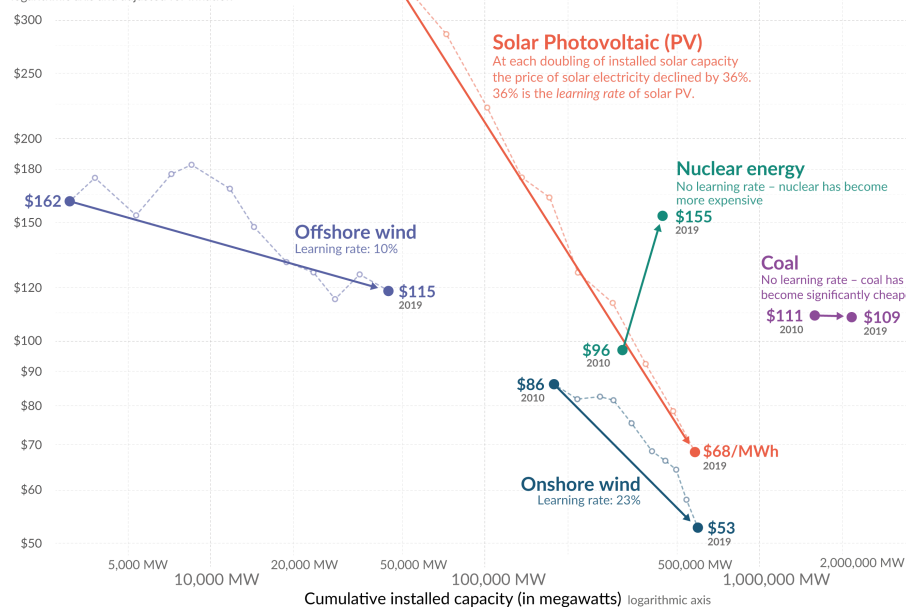 $300
Solar Photovoltaic (PV)
At each doubling of installed solar capacity
the price of solar electricity declined by 36%.
36% is the learning rate of solar PV.
$250
$200
$180
Nuclear energy
No learning rate – nuclear has become
more expensive
$162
$155
2019
$150
Offshore wind
Learning rate: 10%
Coal
No learning rate – coal has
become significantly cheap
$120
$115
2019
$111
2010
$109
2019
$100
$96
2010
$90
$86
2010
$80
$70
$68/MWh
2019
$60
Onshore wind
Learning rate: 23%
$53
2019
$50
5,000 MW
10,000 MW
20,000 MW
50,000 MW
100,000 MW
500,000 MW
1,000,000 MW
2,000,000 MW
Cumulative installed capacity (in megawatts) logarithmic axis